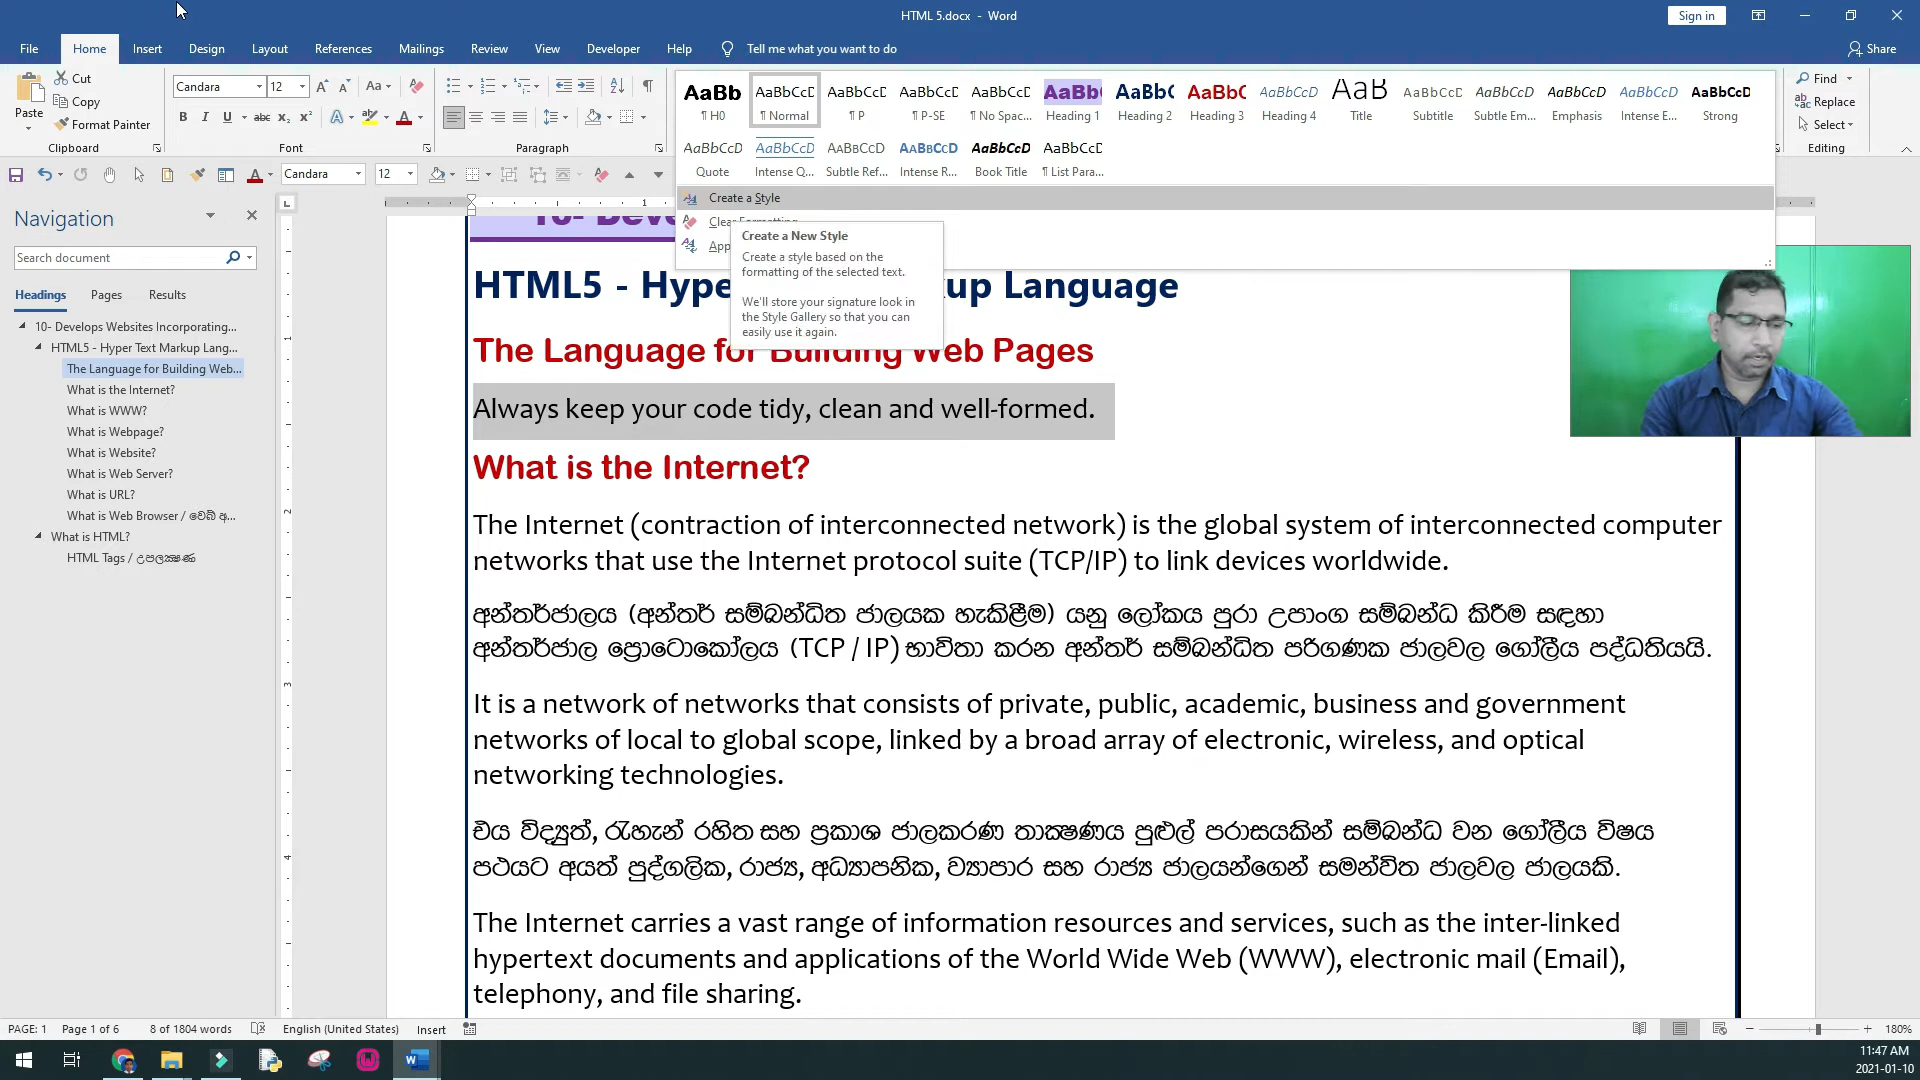 HTML 5.docx - Word
Sign in
File Home Insert Design Layout References Mailings Review View Developer Help Tell me what you want to do
Share
Paste
Cut
Copy
Format Painter
Clipboard
Candara 12
Font
Paragraph
AaBb AaBbCcD AaBbCcD AaBbCcD AaBbCcD AaBb( AaBbC AaBbC AaBbCcD AaB AaBbCcD AaBbCcD AaBbCcD AaBbCcD AaBbCcD
¶ H0 ¶ Normal ¶ P ¶ P-SE ¶ No Spac... Heading 1 Heading 2 Heading 3 Heading 4 Title Subtitle Subtle Em... Emphasis Intense E... Strong
AaBbCcD AaBbCcD AaBbCcD AaBbCcD AaBbCcD AaBbCcD
Quote Intense Q... Subtle Ref... Intense R... Book Title ¶ List Para...
Create a Style
Create a New Style
Create a style based on the
formatting of the selected text.
We'll store your signature look in
the Style Gallery so that you can
easily use it again.
Find
Replace
Select
Editing
Candara 12
Navigation
Search document
Headings Pages Results
10- Develops Websites Incorporating...
HTML5 - Hyper Text Markup Lang...
The Language for Building Web...
What is the Internet?
What is WWW?
What is Webpage?
What is Website?
What is Web Server?
What is URL?
What is Web Browser / වෙබ් අ...
What is HTML?
HTML Tags / උපලක්ෂණ
HTML5 - Language
The Language for Building Web Pages
Always keep your code tidy, clean and well-formed.
What is the Internet?
The Internet (contraction of interconnected network) is the global system of interconnected computer
networks that use the Internet protocol suite (TCP/IP) to link devices worldwide.
අන්තර්ජාලය (අන්තර් සම්බන්ධිත ජාලයක හැකිළීම) යනු ලෝකය පුරා උපාංග සම්බන්ධ කිරීම සඳහා
අන්තර්ජාල ප්‍රොටොකෝලය (TCP / IP) භාවිතා කරන අන්තර් සම්බන්ධිත පරිගණක ජාලවල ගෝලීය පද්ධතියයි.
It is a network of networks that consists of private, public, academic, business and government
networks of local to global scope, linked by a broad array of electronic, wireless, and optical
networking technologies.
එය විද්‍යුත්, රැහැන් රහිත සහ ප්‍රකාශ ජාලකරණ තාක්ෂණය පුළුල් පරාසයකින් සම්බන්ධ වන ගෝලීය විෂය
පථයට අයත් පුද්ගලික, රාජ්‍ය, අධ්‍යාපනික, ව්‍යාපාර සහ රාජ්‍ය ජාලයන්ගෙන් සමන්විත ජාලවල ජාලයකි.
The Internet carries a vast range of information resources and services, such as the inter-linked
hypertext documents and applications of the World Wide Web (WWW), electronic mail (Email),
telephony, and file sharing.
PAGE: 1 Page 1 of 6 8 of 1804 words English (United States) Insert 180%
11:47 AM
2021-01-10